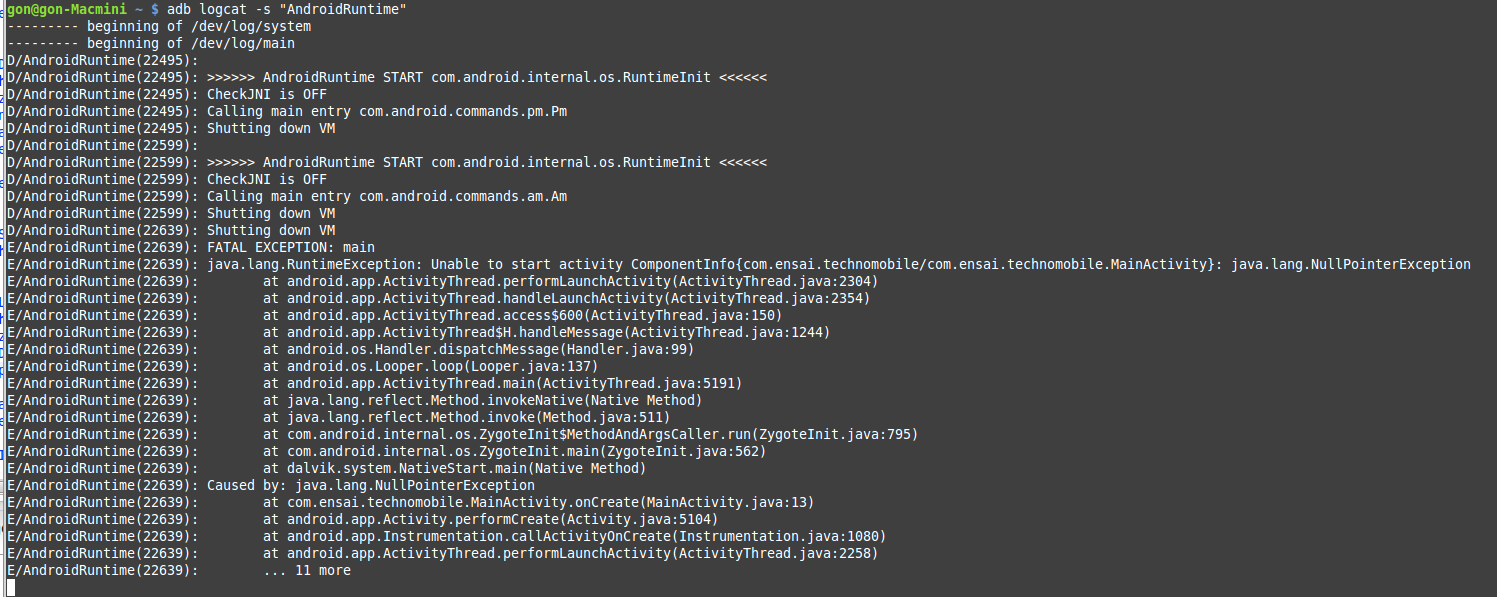 gon@gon-Macmini ~ $ adb logcat -s "AndroidRuntime"
--------- beginning of /dev/log/system
--------- beginning of /dev/log/main
D/AndroidRuntime(22495):
D/AndroidRuntime(22495): >>>>>> AndroidRuntime START com.android.internal.os.RuntimeInit <<<<<<
D/AndroidRuntime(22495): CheckJNI is OFF
D/AndroidRuntime(22495): Calling main entry com.android.commands.pm.Pm
D/AndroidRuntime(22495): Shutting down VM
D/AndroidRuntime(22599):
D/AndroidRuntime(22599): >>>>>> AndroidRuntime START com.android.internal.os.RuntimeInit <<<<<<
D/AndroidRuntime(22599): CheckJNI is OFF
D/AndroidRuntime(22599): Calling main entry com.android.commands.am.Am
D/AndroidRuntime(22599): Shutting down VM
D/AndroidRuntime(22639): Shutting down VM
E/AndroidRuntime(22639): FATAL EXCEPTION: main
E/AndroidRuntime(22639): java.lang.RuntimeException: Unable to start activity ComponentInfo{com.ensai.technomobile/com.ensai.technomobile.MainActivity}: java.lang.NullPointerException
E/AndroidRuntime(22639):        at android.app.ActivityThread.performLaunchActivity(ActivityThread.java:2304)
E/AndroidRuntime(22639):        at android.app.ActivityThread.handleLaunchActivity(ActivityThread.java:2354)
E/AndroidRuntime(22639):        at android.app.ActivityThread.access$600(ActivityThread.java:150)
E/AndroidRuntime(22639):        at android.app.ActivityThread$H.handleMessage(ActivityThread.java:1244)
E/AndroidRuntime(22639):        at android.os.Handler.dispatchMessage(Handler.java:99)
E/AndroidRuntime(22639):        at android.os.Looper.loop(Looper.java:137)
E/AndroidRuntime(22639):        at android.app.ActivityThread.main(ActivityThread.java:5191)
E/AndroidRuntime(22639):        at java.lang.reflect.Method.invokeNative(Native Method)
E/AndroidRuntime(22639):        at java.lang.reflect.Method.invoke(Method.java:511)
E/AndroidRuntime(22639):        at com.android.internal.os.ZygoteInit$MethodAndArgsCaller.run(ZygoteInit.java:795)
E/AndroidRuntime(22639):        at com.android.internal.os.ZygoteInit.main(ZygoteInit.java:562)
E/AndroidRuntime(22639):        at dalvik.system.NativeStart.main(Native Method)
E/AndroidRuntime(22639): Caused by: java.lang.NullPointerException
E/AndroidRuntime(22639):        at com.ensai.technomobile.MainActivity.onCreate(MainActivity.java:13)
E/AndroidRuntime(22639):        at android.app.Activity.performCreate(Activity.java:5104)
E/AndroidRuntime(22639):        at android.app.Instrumentation.callActivityOnCreate(Instrumentation.java:1080)
E/AndroidRuntime(22639):        at android.app.ActivityThread.performLaunchActivity(ActivityThread.java:2258)
E/AndroidRuntime(22639):        ... 11 more